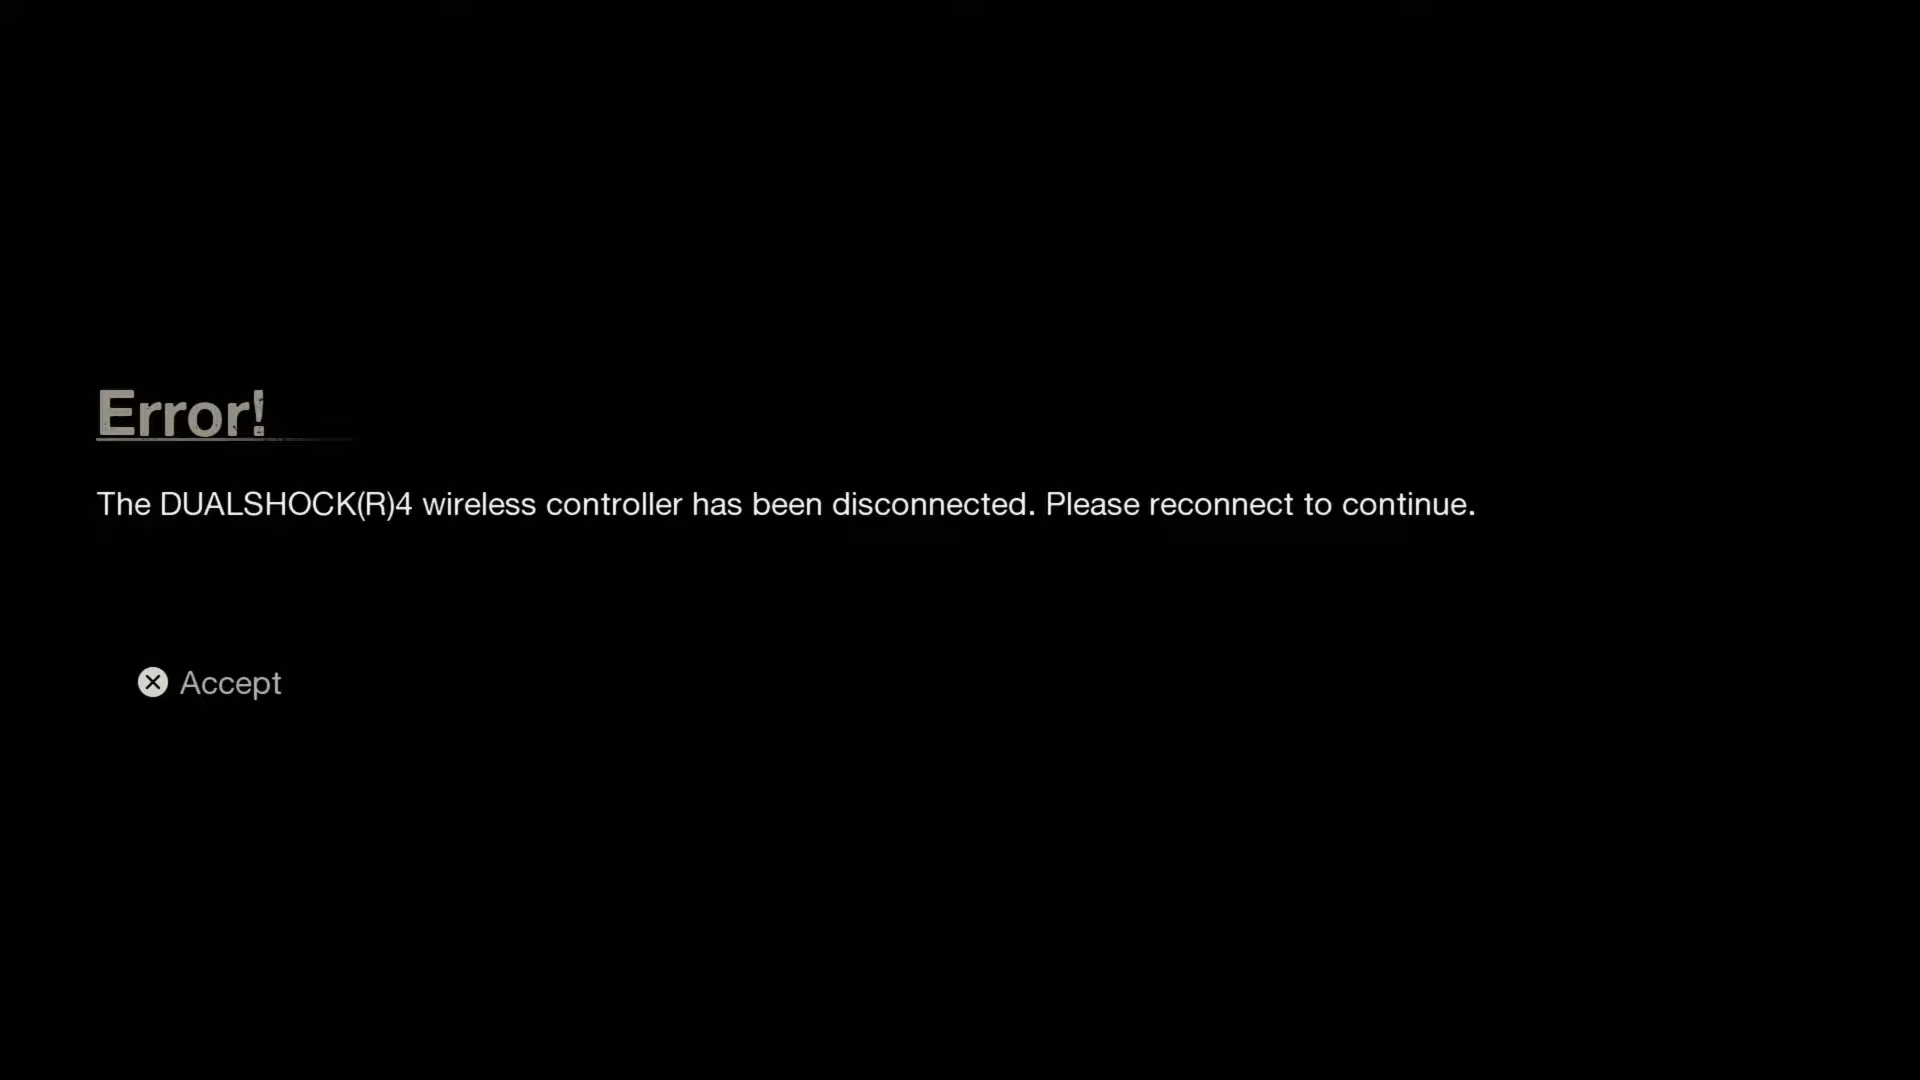 Error!
The DUALSHOCK(R)4 wireless controller has been disconnected. Please reconnect to continue.
Accept